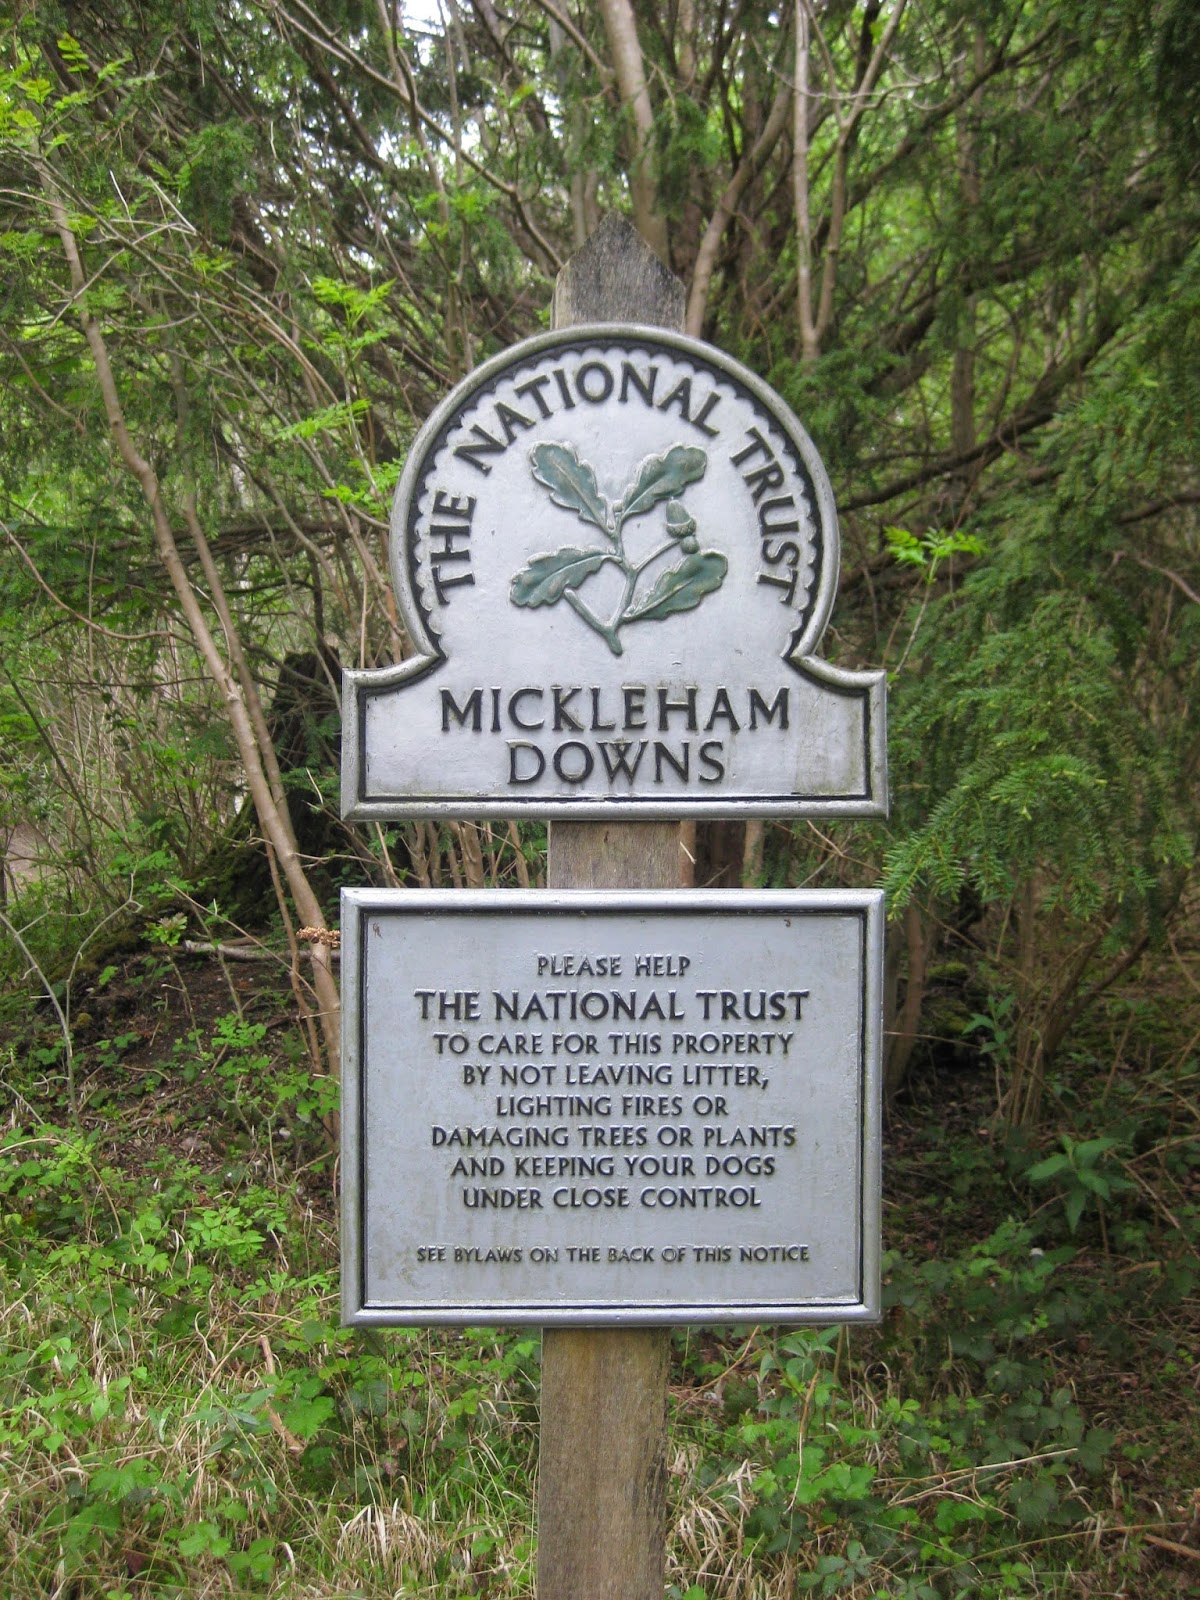 THE NATIONAL TRUST
MICKLEHAM
DOWNS
PLEASE HELP
THE NATIONAL TRUST
TO CARE FOR THIS PROPERTY
BY NOT LEAVING LITTER,
LIGHTING FIRES OR
DAMAGING TREES OR PLANTS
AND KEEPING YOUR DOGS
UNDER CLOSE CONTROL
SEE BYLAWS ON THE BACK OF THIS NOTICE